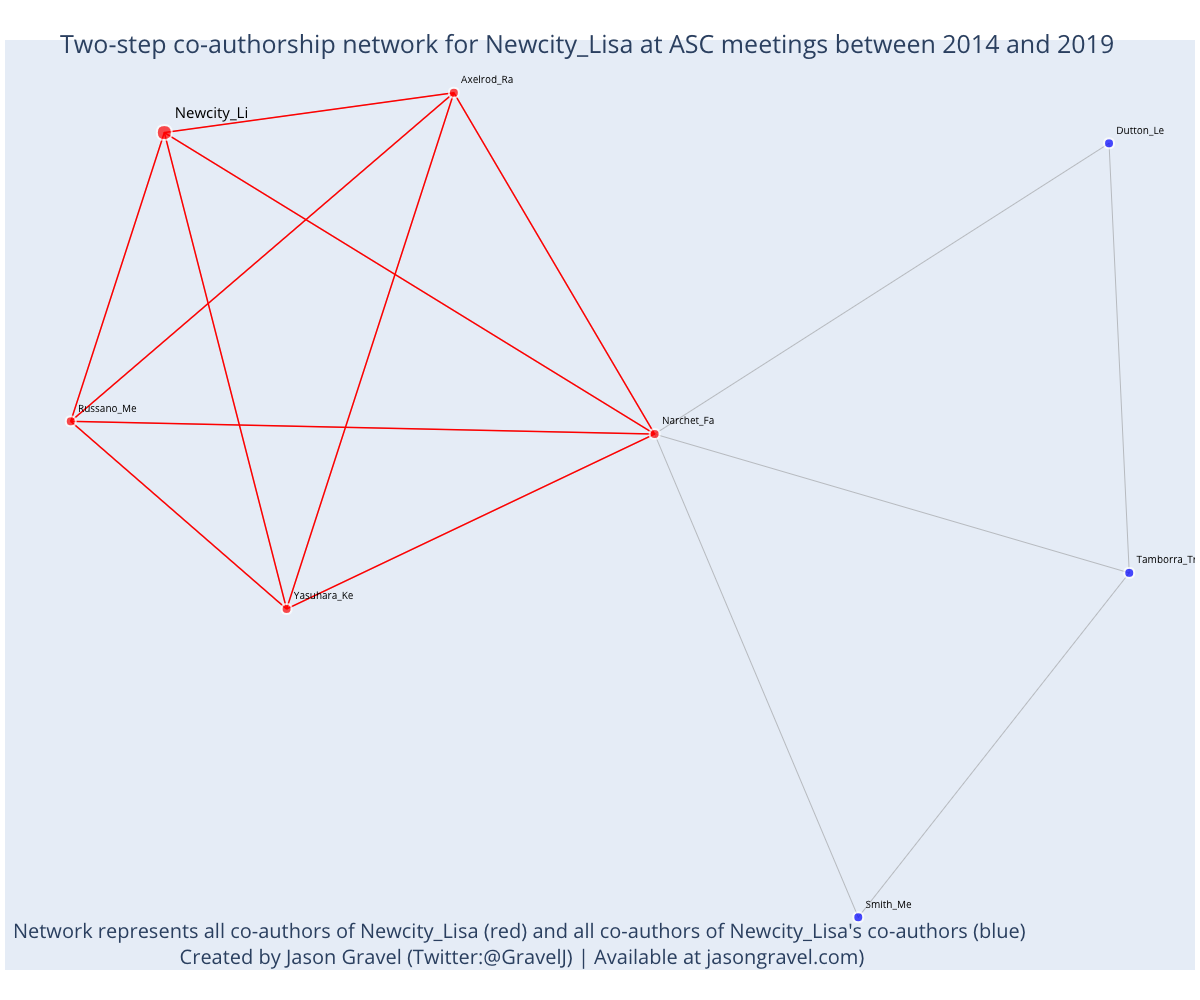 Two-step co-authorship network for Newcity_Lisa at ASC meetings between 2014 and 2019
Axelrod_Ra
Newcity_Li
Dutton_Le
Russano_Me
Narchet_Fa
Tamborra_Tr
Yasuhara_Ke
Smith_Me
Network represents all co-authors of Newcity_Lisa (red) and all co-authors of Newcity_Lisa's co-authors (blue)
Created by Jason Gravel (Twitter:@GravelJ) | Available at jasongravel.com)